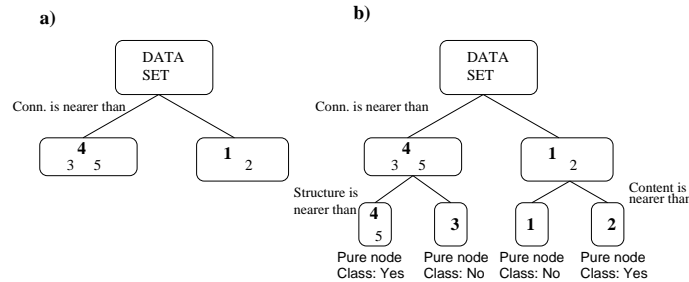 a)
DATA
SET
Conn. is nearer than
4
3 5
1
2
b)
DATA
SET
Conn. is nearer than
4
3 5
1
2
Structure is
nearer than
Content is
nearer than
4
5
3
1
2
Pure node
Class: Yes
Pure node
Class: No
Pure node
Class: No
Pure node
Class: Yes